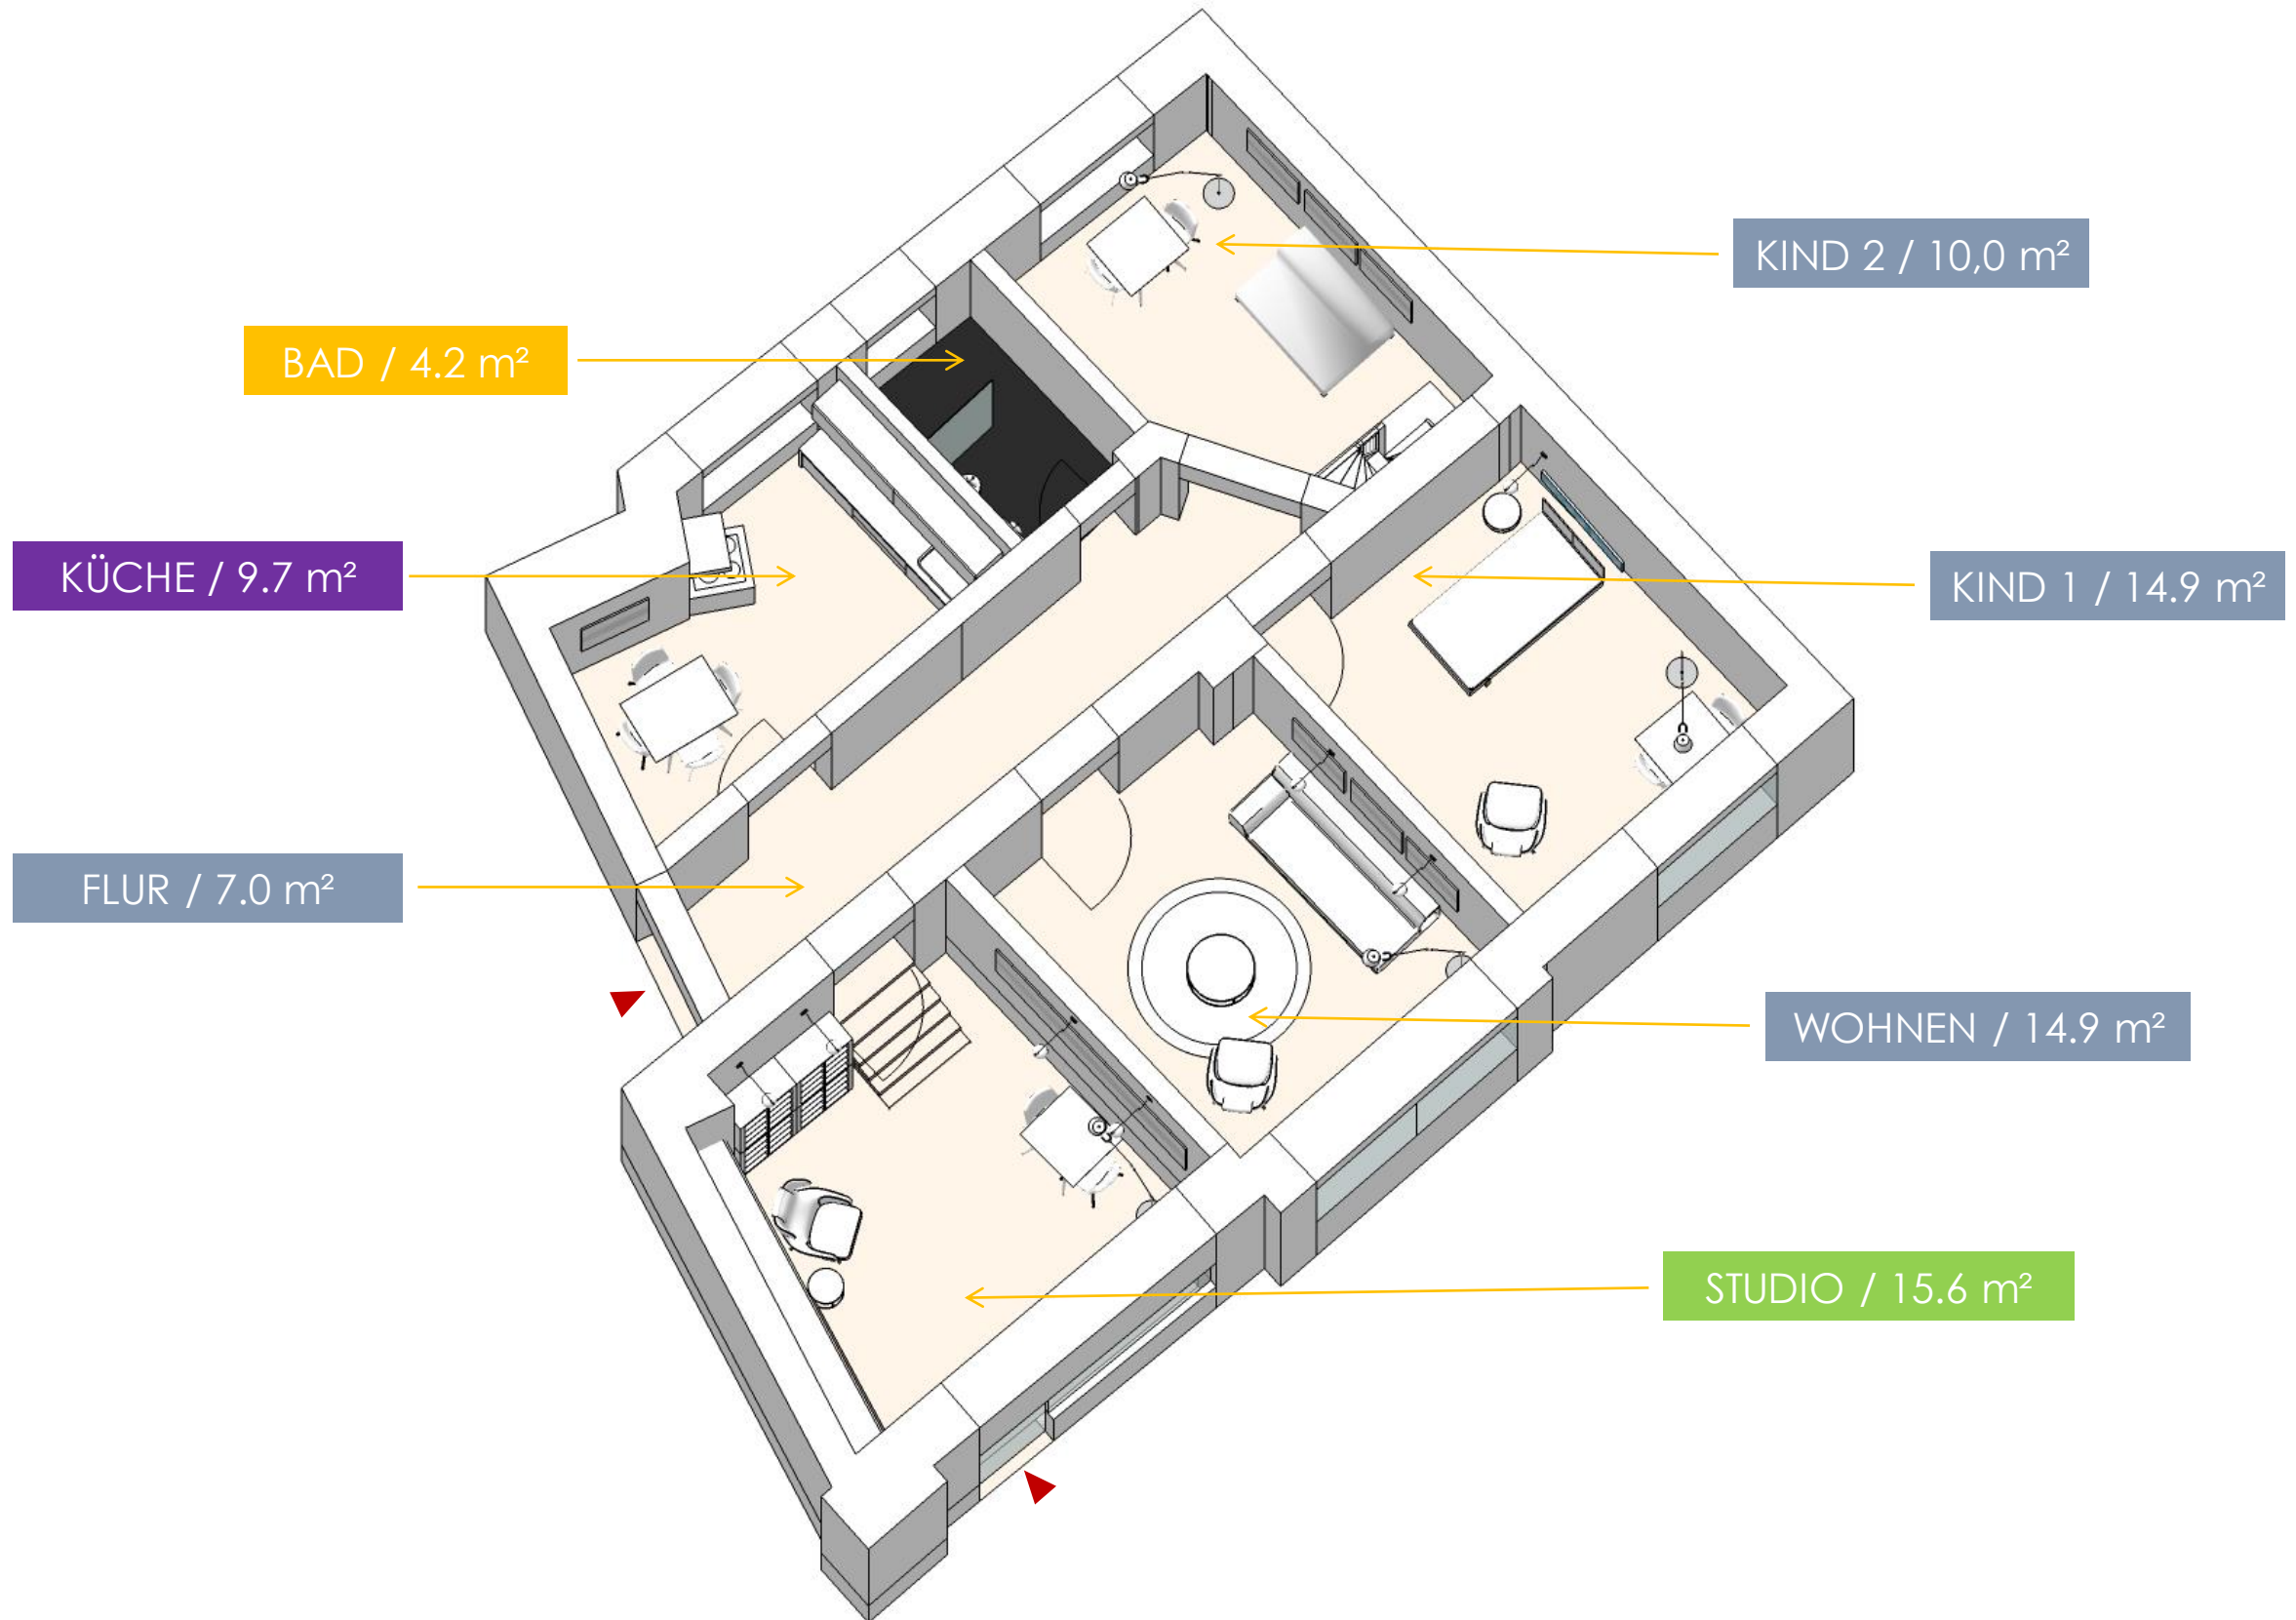 KIND 2 / 10,0 m²
BAD / 4.2 m²
KÜCHE / 9.7 m²
KIND 1 / 14.9 m²
FLUR / 7.0 m²
WOHNEN / 14.9 m²
STUDIO / 15.6 m²